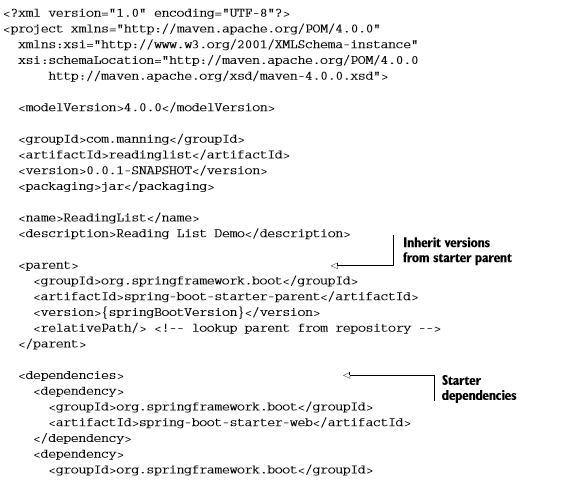 <?xml version="1.0" encoding="UTF-8"?>
<project xmlns="http://maven.apache.org/POM/4.0.0"
xmlns:xsi="http://www.w3.org/2001/XMLSchema-instance"
xsi:schemaLocation="http://maven.apache.org/POM/4.0.0
http://maven.apache.org/xsd/maven-4.0.0.xsd">
<modelVersion>4.0.0</modelVersion>
<groupId>com.manning</groupId>
<artifactId>readinglist</artifactId>
<version>0.0.1-SNAPSHOT</version>
<packaging>jar</packaging>
<name>ReadingList</name>
<description>Reading List Demo</description>
Inherit versions
from starter parent
<parent>
<groupId>org.springframework.boot</groupId>
<artifactId>spring-boot-starter-parent</artifactId>
<version>{springBootVersion}</version>
<relativePath/> <!-- lookup parent from repository -->
</parent>
<dependencies>
Starter
dependencies
<dependency>
<groupId>org.springframework.boot</groupId>
<artifactId>spring-boot-starter-web</artifactId>
</dependency>
<dependency>
<groupId>org.springframework.boot</groupId>